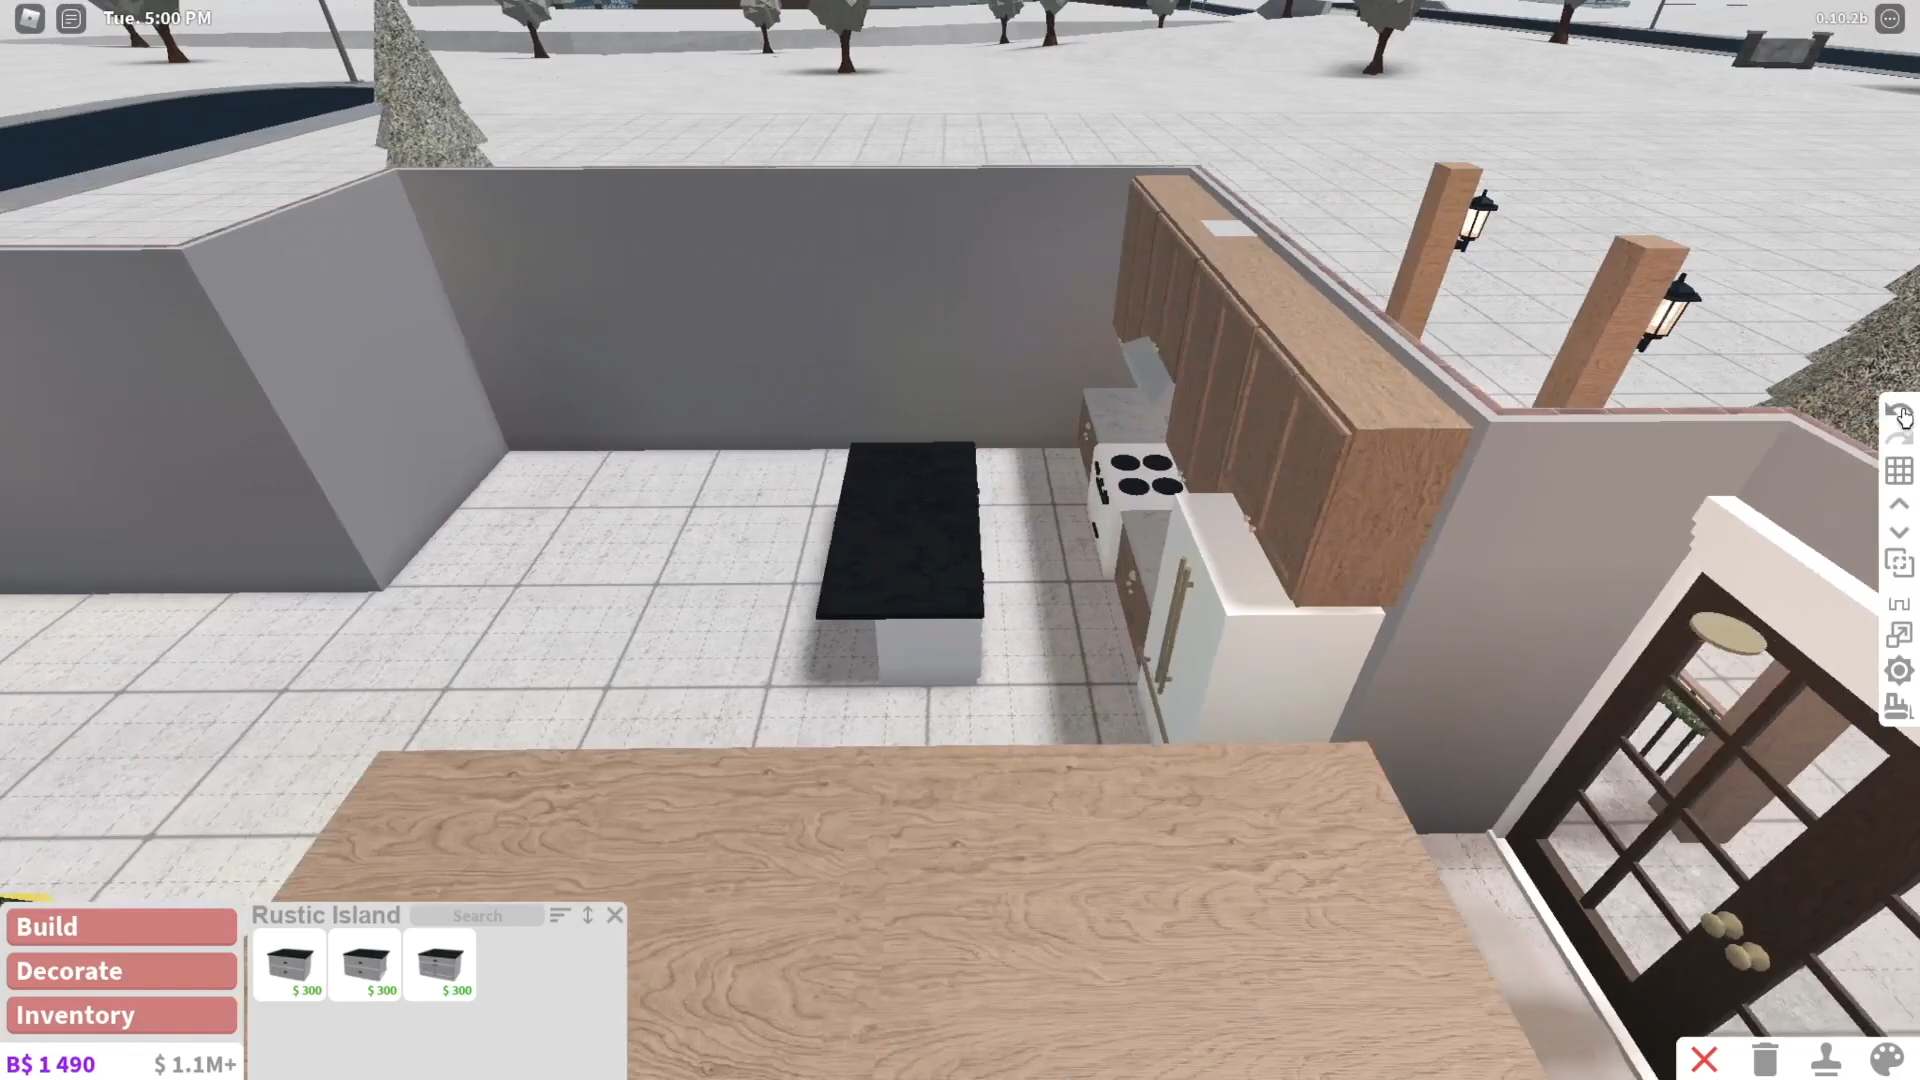 Tue. 5:00 PM
0.10.2b
Build
Decorate
Inventory
B$ 1 490
$ 1.1M+
Rustic Island
Search
$ 300
$ 300
$ 300